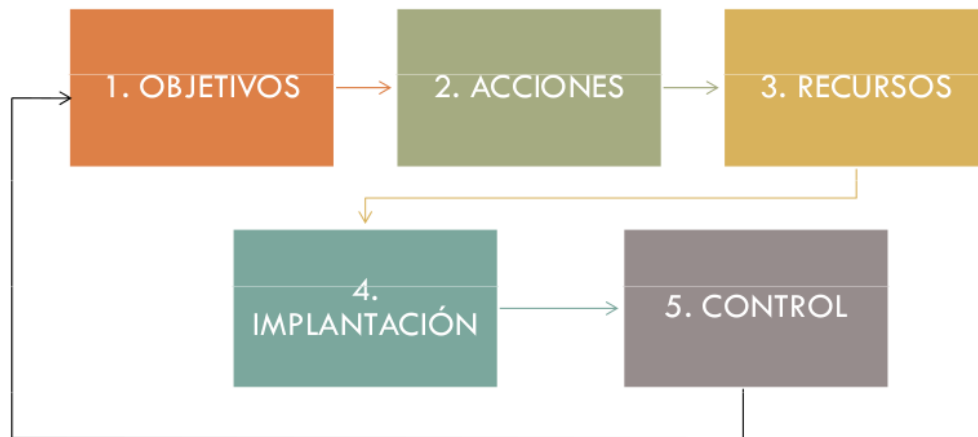 1. OBJETIVOS
2. ACCIONES
3. RECURSOS
4.
IMPLANTACIÓN
5. CONTROL